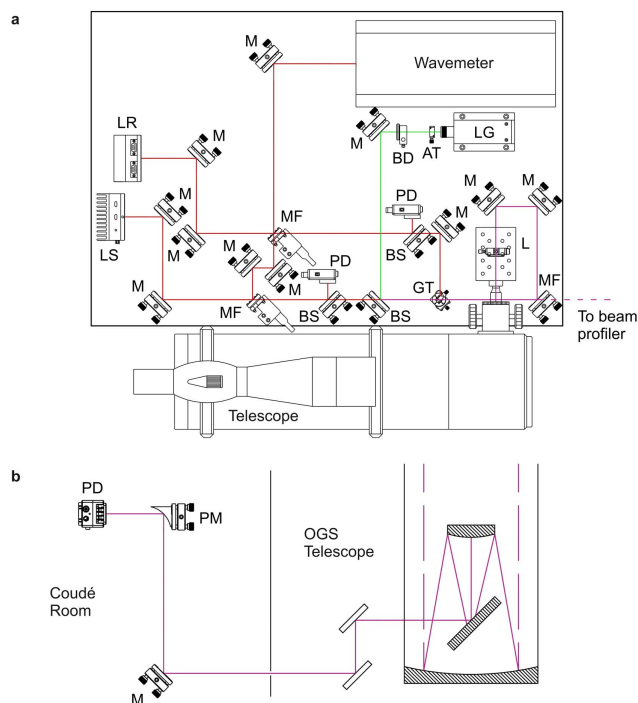 a
M
Wavemeter
LR
M
M
BD
AT
LG
M
PD
M
M
M
LS
M
MF
M
PD
M
BS
L
MF
M
MF
BS
BS
GT
To beam
profiler
Telescope
b
PD
PM
OGS
Telescope
Coudé
Room
M